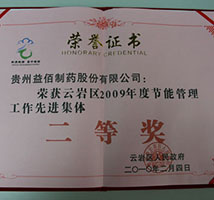 荣誉证书
HONORARY CREDENTIAL
贵州益佰制药股份有限公司：
荣获云岩区2009年度节能管理
工作先进集体
二等奖
云岩区人民政府
二〇一〇年二月四日